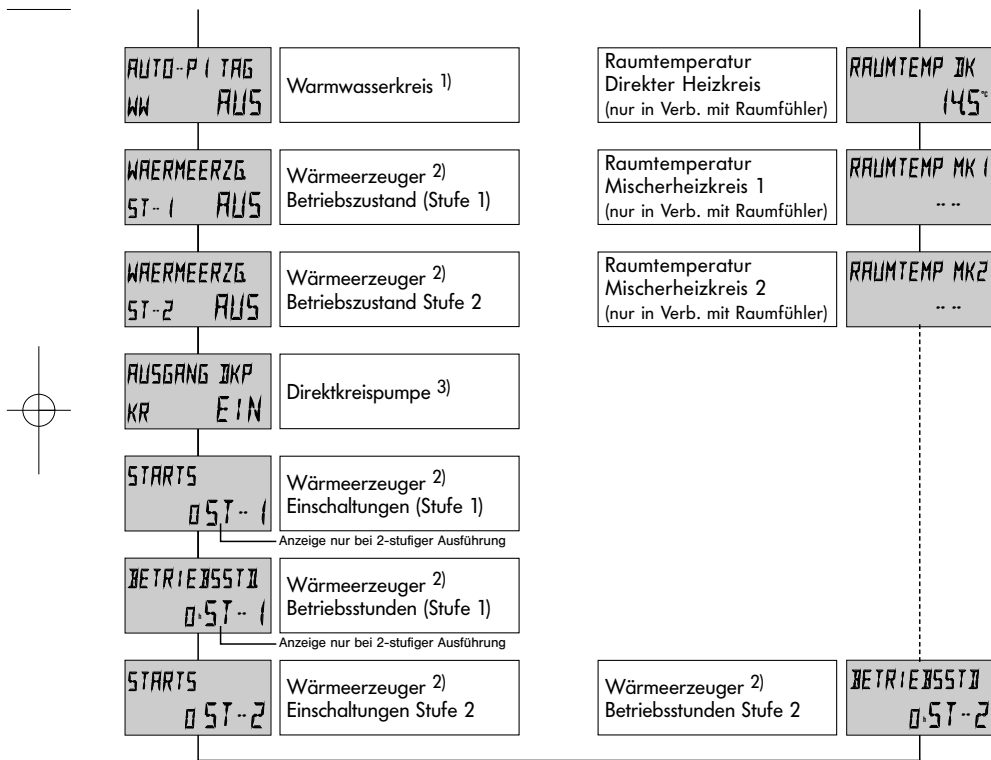 AUTO-P1 TAG
WW AUS
Warmwasserkreis 1)
WAERMEERZG.
ST-1 AUS
Wärmeerzeuger 2)
Betriebszustand (Stufe 1)
WAERMEERZG.
ST-2 AUS
Wärmeerzeuger 2)
Betriebszustand Stufe 2
AUSGANG DKP
KR EIN
Direktkreispumpe 3)
STARTS
0 ST-1
Wärmeerzeuger 2)
Einschaltungen (Stufe 1)
Anzeige nur bei 2-stufiger Ausführung
BETRIEBSSTD
0.ST-1
Wärmeerzeuger 2)
Betriebsstunden (Stufe 1)
Anzeige nur bei 2-stufiger Ausführung
STARTS
0 ST-2
Wärmeerzeuger 2)
Einschaltungen Stufe 2
Raumtemperatur
Direkter Heizkreis
(nur in Verb. mit Raumfühler)
RAUMTEMP DK
14.5°C
Raumtemperatur
Mischerheizkreis 1
(nur in Verb. mit Raumfühler)
RAUMTEMP MK1
-- --
Raumtemperatur
Mischerheizkreis 2
(nur in Verb. mit Raumfühler)
RAUMTEMP MK2
-- --
Wärmeerzeuger 2)
Betriebsstunden Stufe 2
BETRIEBSSTD
0.ST-2